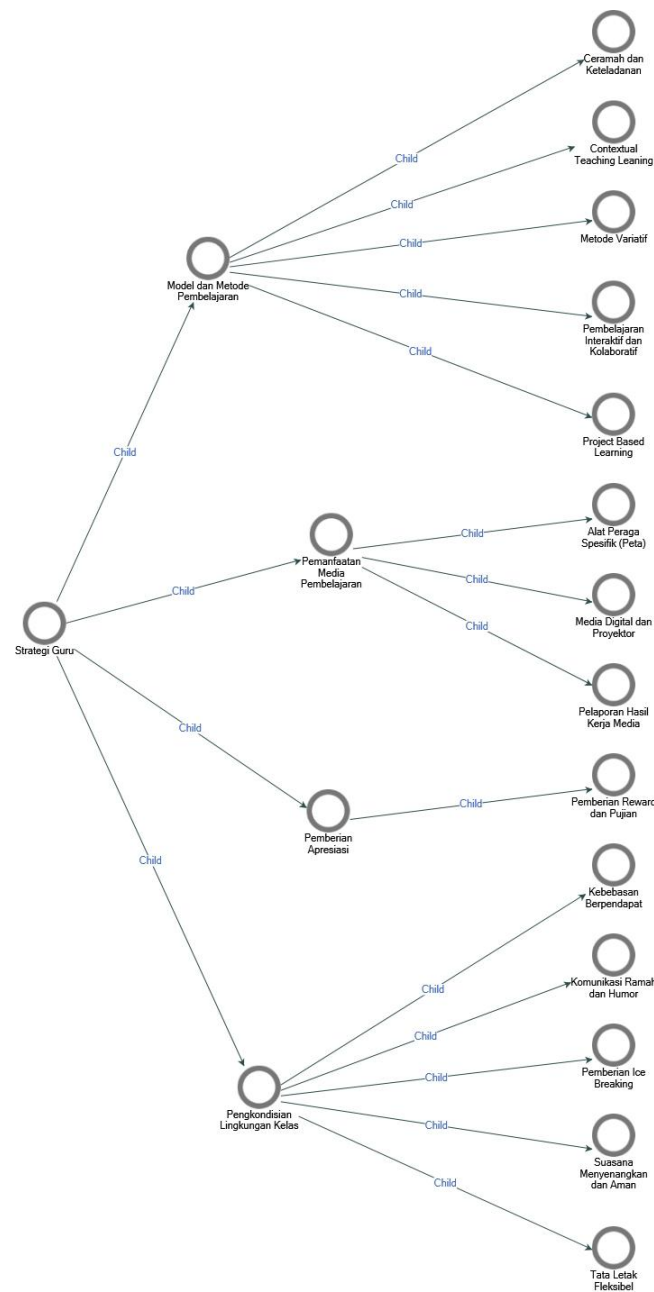 Ceramah dan
Keteladanan
Child
Contextual
Teaching Leaning
Child
Metode Variatif
Child
Model dan Metode
Pembelajaran
Child
Pembelajaran
Interaktif dan
Kolaboratif
Child
Project Based
Learning
Child
Alat Peraga
Spesifik (Peta)
Child
Pemanfaatan
Media
Pembelajaran
Child
Media Digital dan
Proyektor
Child
Strategi Guru
Child
Pelaporan Hasil
Kerja Media
Child
Pemberian Reward
dan Pujian
Child
Pemberian
Apresiasi
Child
Kebebasan
Berpendapat
Child
Komunikasi Ramah
dan Humor
Child
Pemberian Ice
Breaking
Child
Pengkondisian
Lingkungan Kelas
Child
Suasana
Menyenangkan
dan Aman
Child
Tata Letak
Fleksibel